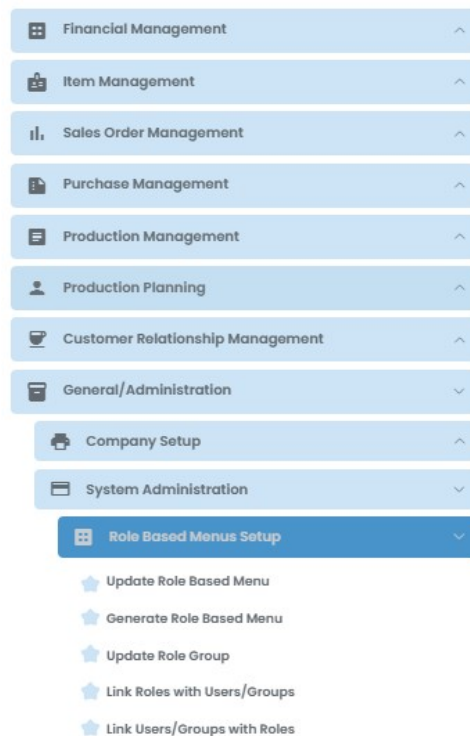 Financial Management
Item Management
Sales Order Management
Purchase Management
Production Management
Production Planning
Customer Relationship Management
General/Administration
Company Setup
System Administration
Role Based Menus Setup
Update Role Based Menu
Generate Role Based Menu
Update Role Group
Link Roles with Users/Groups
Link Users/Groups with Roles